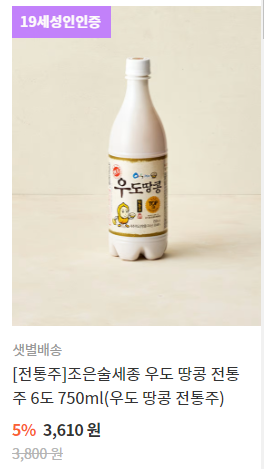 19세성인인증
우도땅콩
샛별배송
[전통주]조은술세종 우도 땅콩 전통
주 6도 750ml(우도 땅콩 전통주)
5% 3,610 원
3,800 원